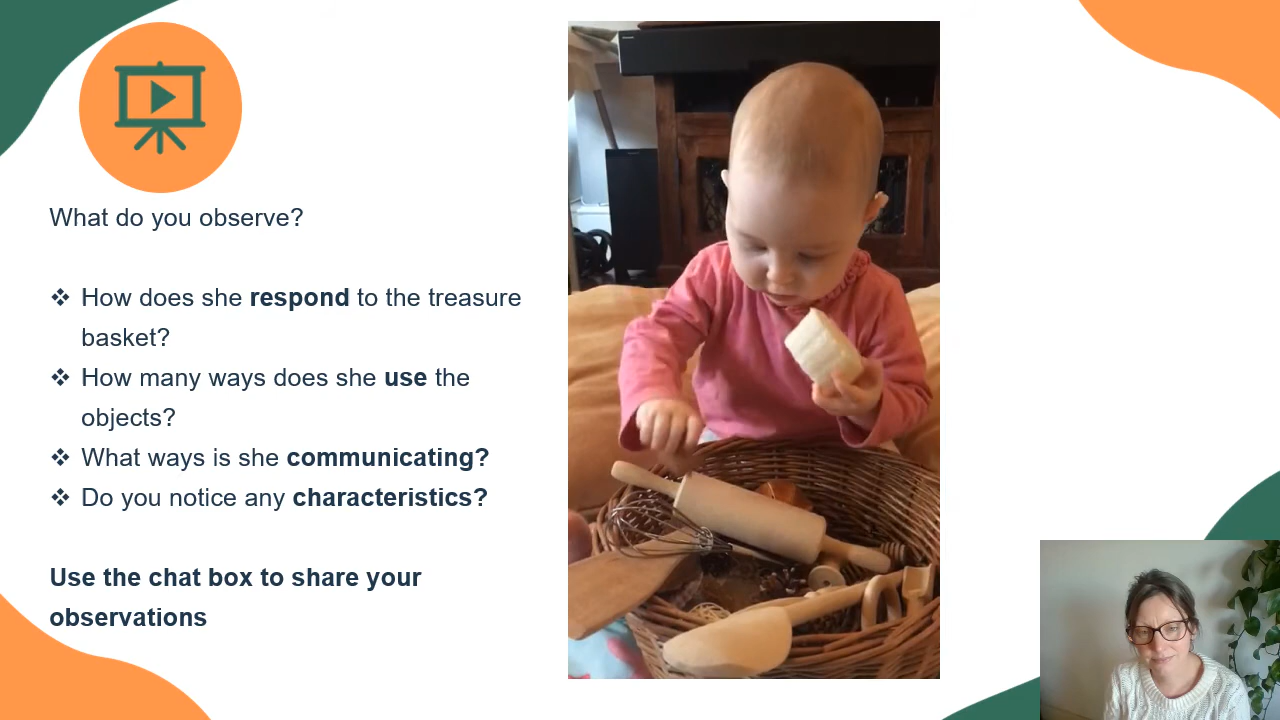 What do you observe?
❖ How does she respond to the treasure
basket?
❖ How many ways does she use the
objects?
❖ What ways is she communicating?
❖ Do you notice any characteristics?
Use the chat box to share your
observations